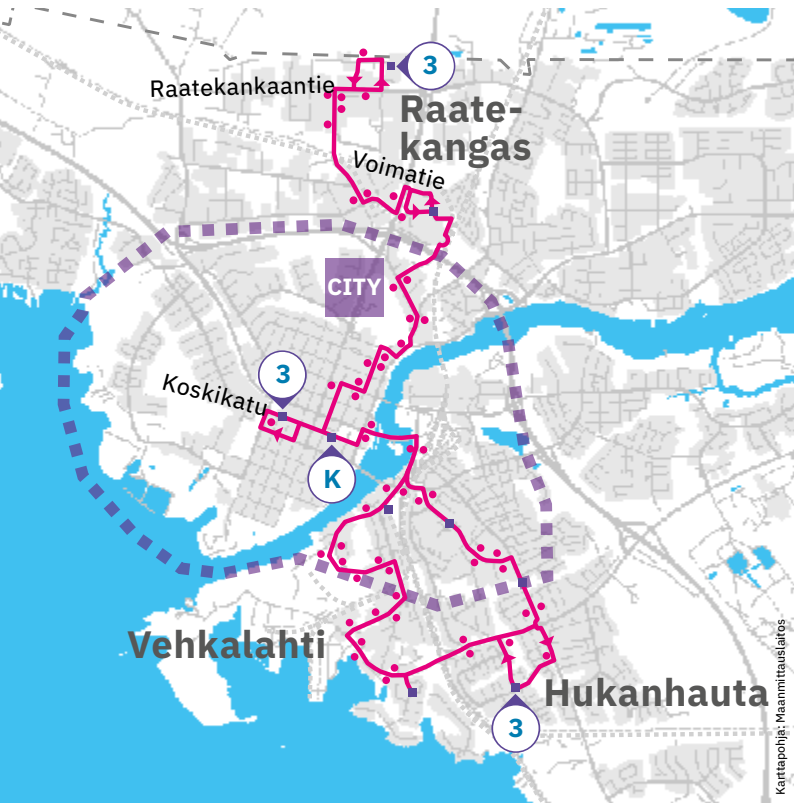 3
Raatekankaantie
Raate-
kangas
Voimatie
CITY
3
Koskikatu
K
Vehkalahti
Hukanhauta
3
Karttapohja: Maanmittauslaitos